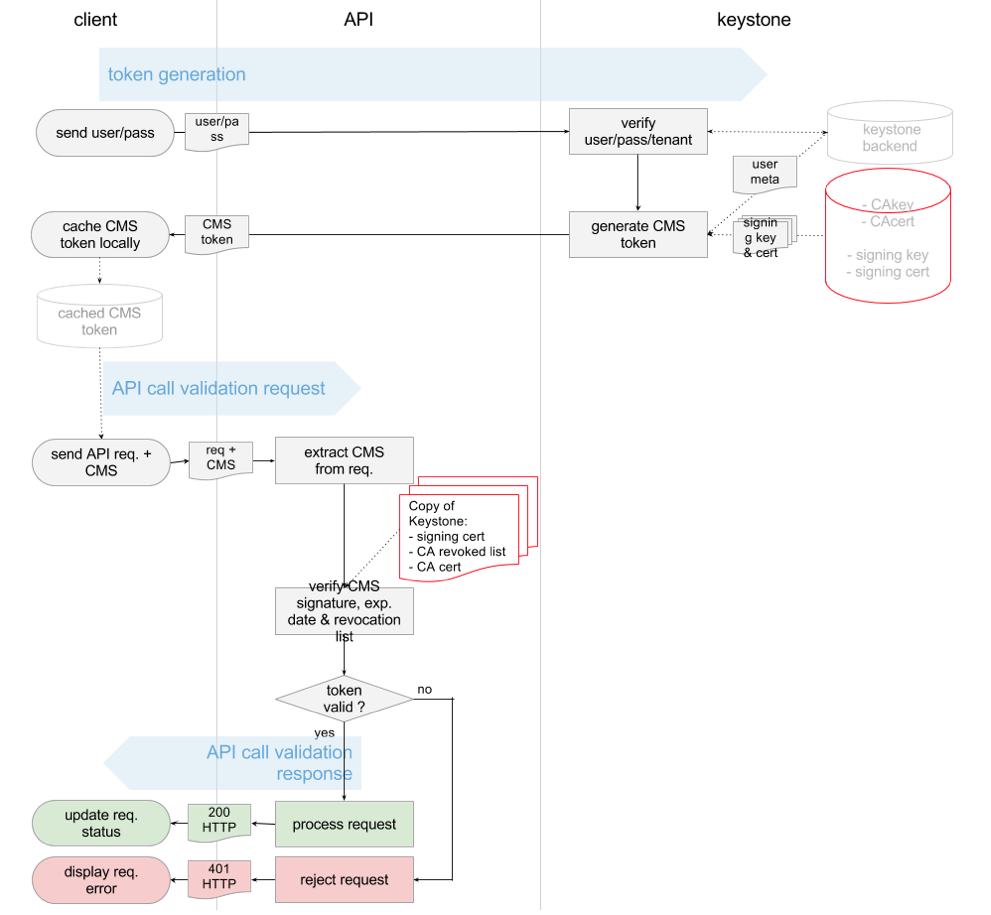 client
API
keystone
token generation
send user/pass
user/pa
ss
verify
user/pass/tenant
keystone
backend
user
meta
cache CMS
token locally
CMS
token
generate CMS
token
signin
g key
& cert
- CAkey
- CAcert
- signing key
- signing cert
cached CMS
token
API call validation request
send API req. +
CMS
req +
CMS
extract CMS
from req.
Copy of
Keystone:
- signing cert
- CA revoked list
- CA cert
verify CMS
signature, exp.
date & revocation
list
token
valid ?
no
yes
API call validation
response
update req.
status
200
HTTP
process request
display req.
error
401
HTTP
reject request